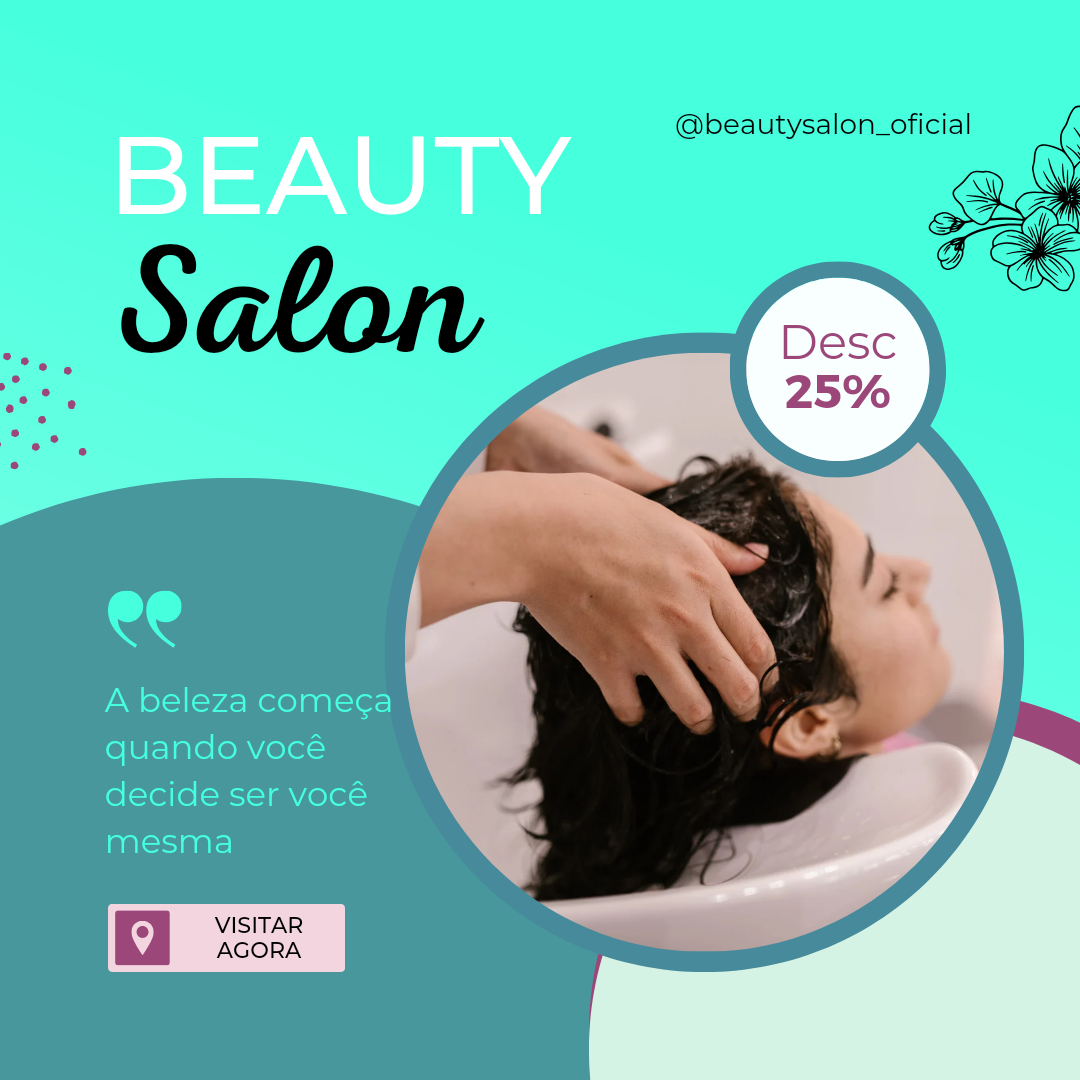 BEAUTY
Salon
@beautysalon_oficial
Desc
25%
A beleza começa
quando você
decide ser você
mesma
VISITAR
AGORA